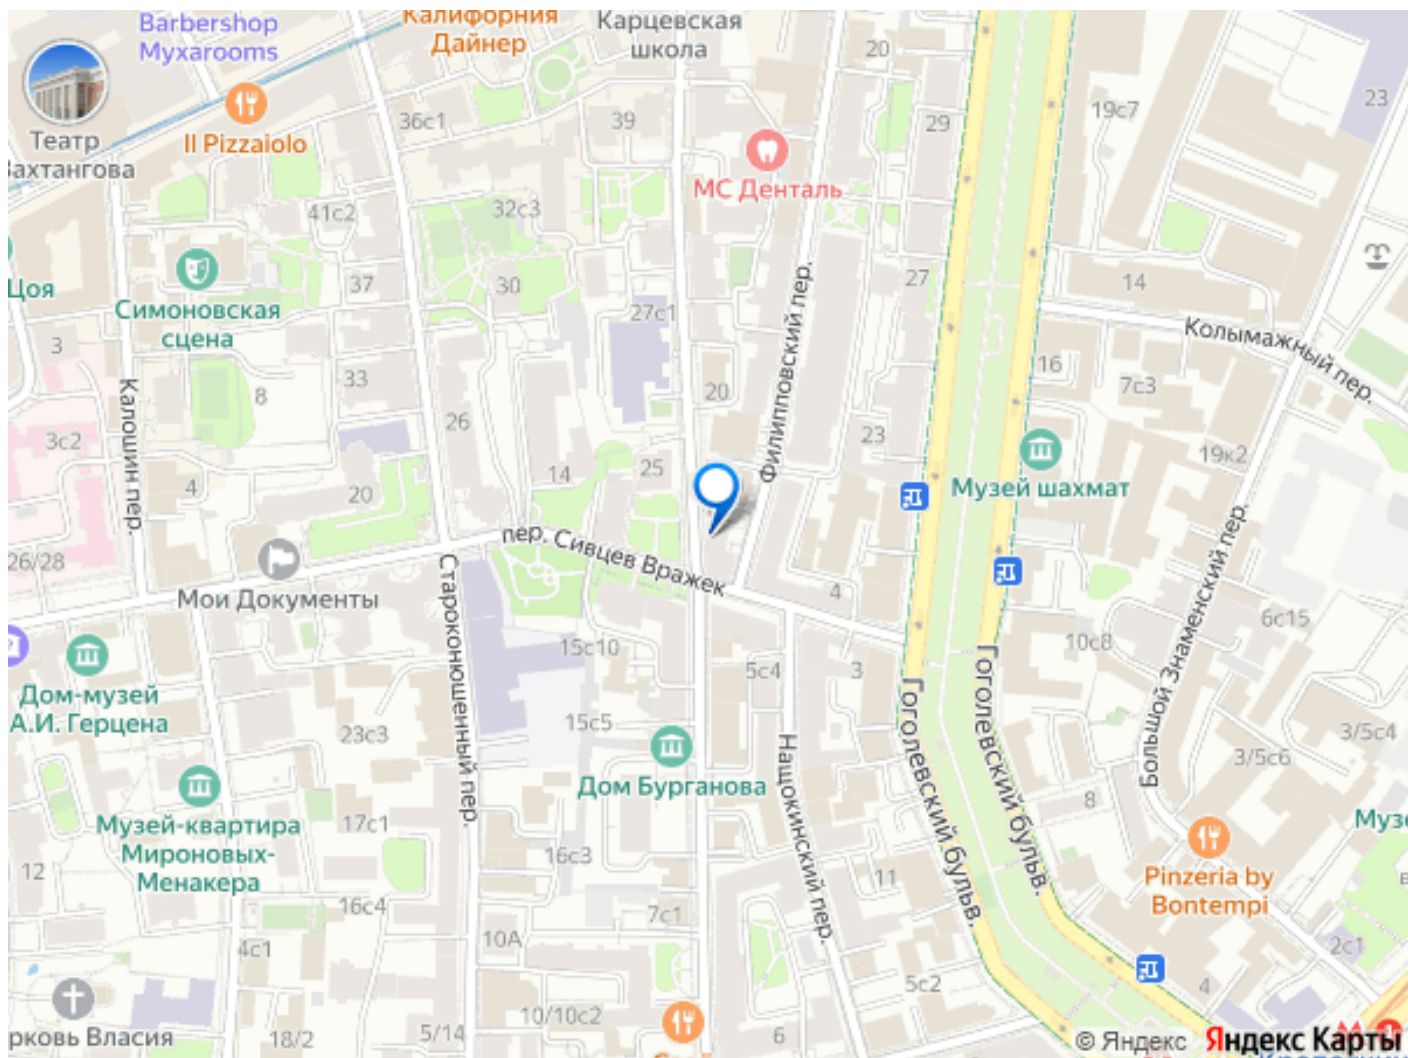 Barbershop
Myxarooms
Калифорния
Дайнер
Карцевская
школа
20
23
Театр
Вахтангова
Il Pizzaiolo
36с1
39
29
19с7
МС Денталь
41с2
32с3
Цоя
Симоновская
сцена
37
30
27с1
27
14
Колымажный пер.
3
33
8
20
Филипповский пер.
16
7с3
Калошин пер.
3с2
26
23
19к2
4
20
14
25
Музей шахмат
26/28
пер. Сивцев Вражек
Мои Документы
Староконюшенный пер.
4
Большой Знаменский пер.
6с15
10с8
15с10
5с4
3
Дом-музей
А.И. Герцена
23с3
15с5
Гоголевский бульв.
Гоголевский бульв.
3/5с4
3/5с6
Дом Бурганова
Нащокинский пер.
8
Музей-квартира
Мироновых-
Менакера
17с1
16с3
12
11
Pinzeria by
Bontempi
Музе
16с4
7с1
4с1
10А
2с1
5с2
4
рковь Власия
18/2
5/14
10/10с2
6
© Яндекс Яндекс Карты